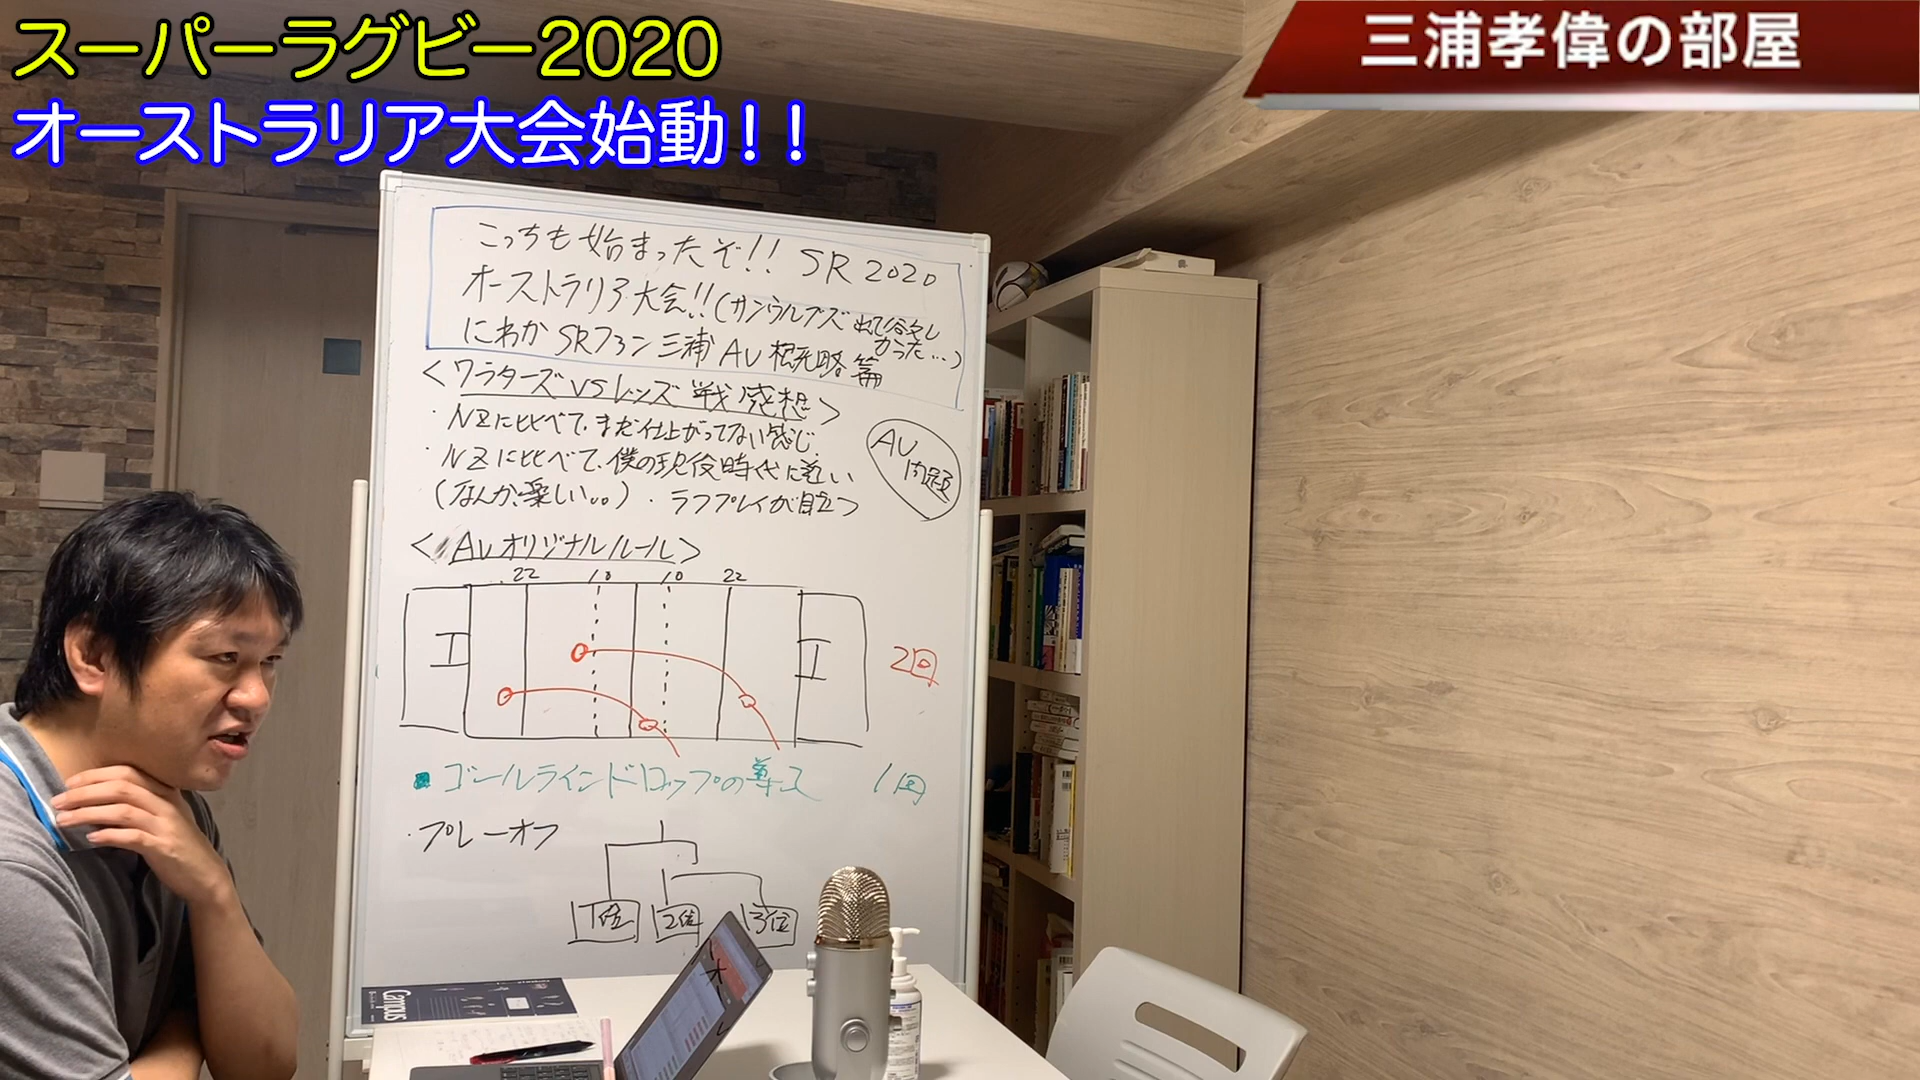 スーパーラグビー2020
オーストラリア大会始動!!
三浦孝偉の部屋
こっちも始まったぞ!! SR2020
オーストラリア大会!!(サンウルブズ出て欲しかった…)
にわかSRファン三浦 AU 概略篇
<ワラターズ VS レッズ 戦 感想>
・NZに比べて、まだ仕上がってない感じ
・NZに比べて、僕の現役時代に近い
(なんか、楽しい。。) ・ラフプレイが目立つ
AU
問題
<AUオリジナルルール>
22 10 10 22
2回
ゴールラインドロップの導入 1回
・プレーオフ
1位 2位 3位
Campus